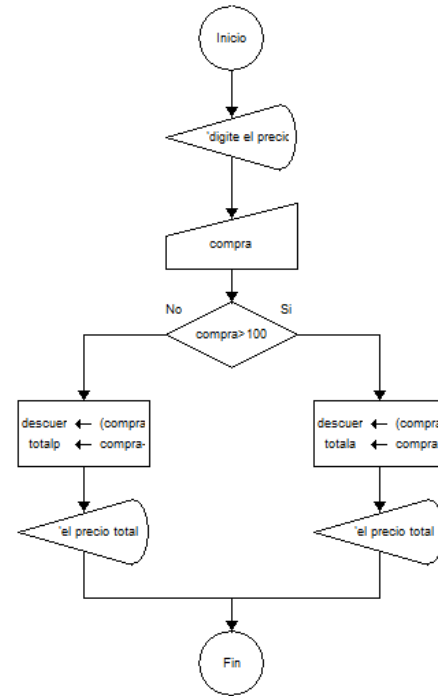 Inicio
'digite el precio
compra
No
Si
compra>100
descuer ← (compra
totalp ← compra-
descuer ← (compra
totala ← compra
'el precio total
'el precio total
Fin